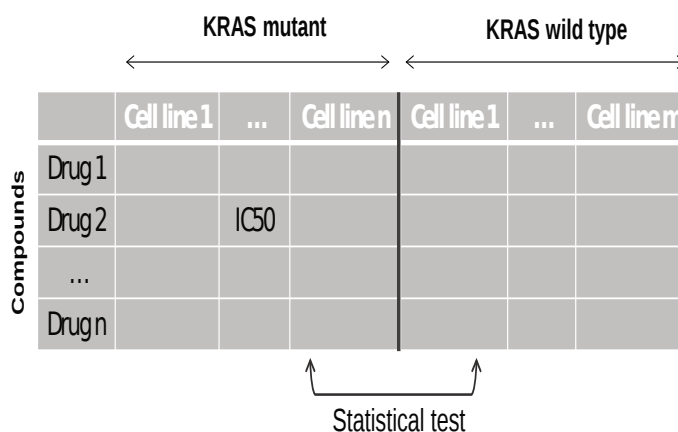 KRAS mutant
KRAS wild type
Cell line 1 ... Cell line n Cell line 1 ... Cell line m
Compounds
Drug 1
Drug 2 IC50
...
Drug n
Statistical test